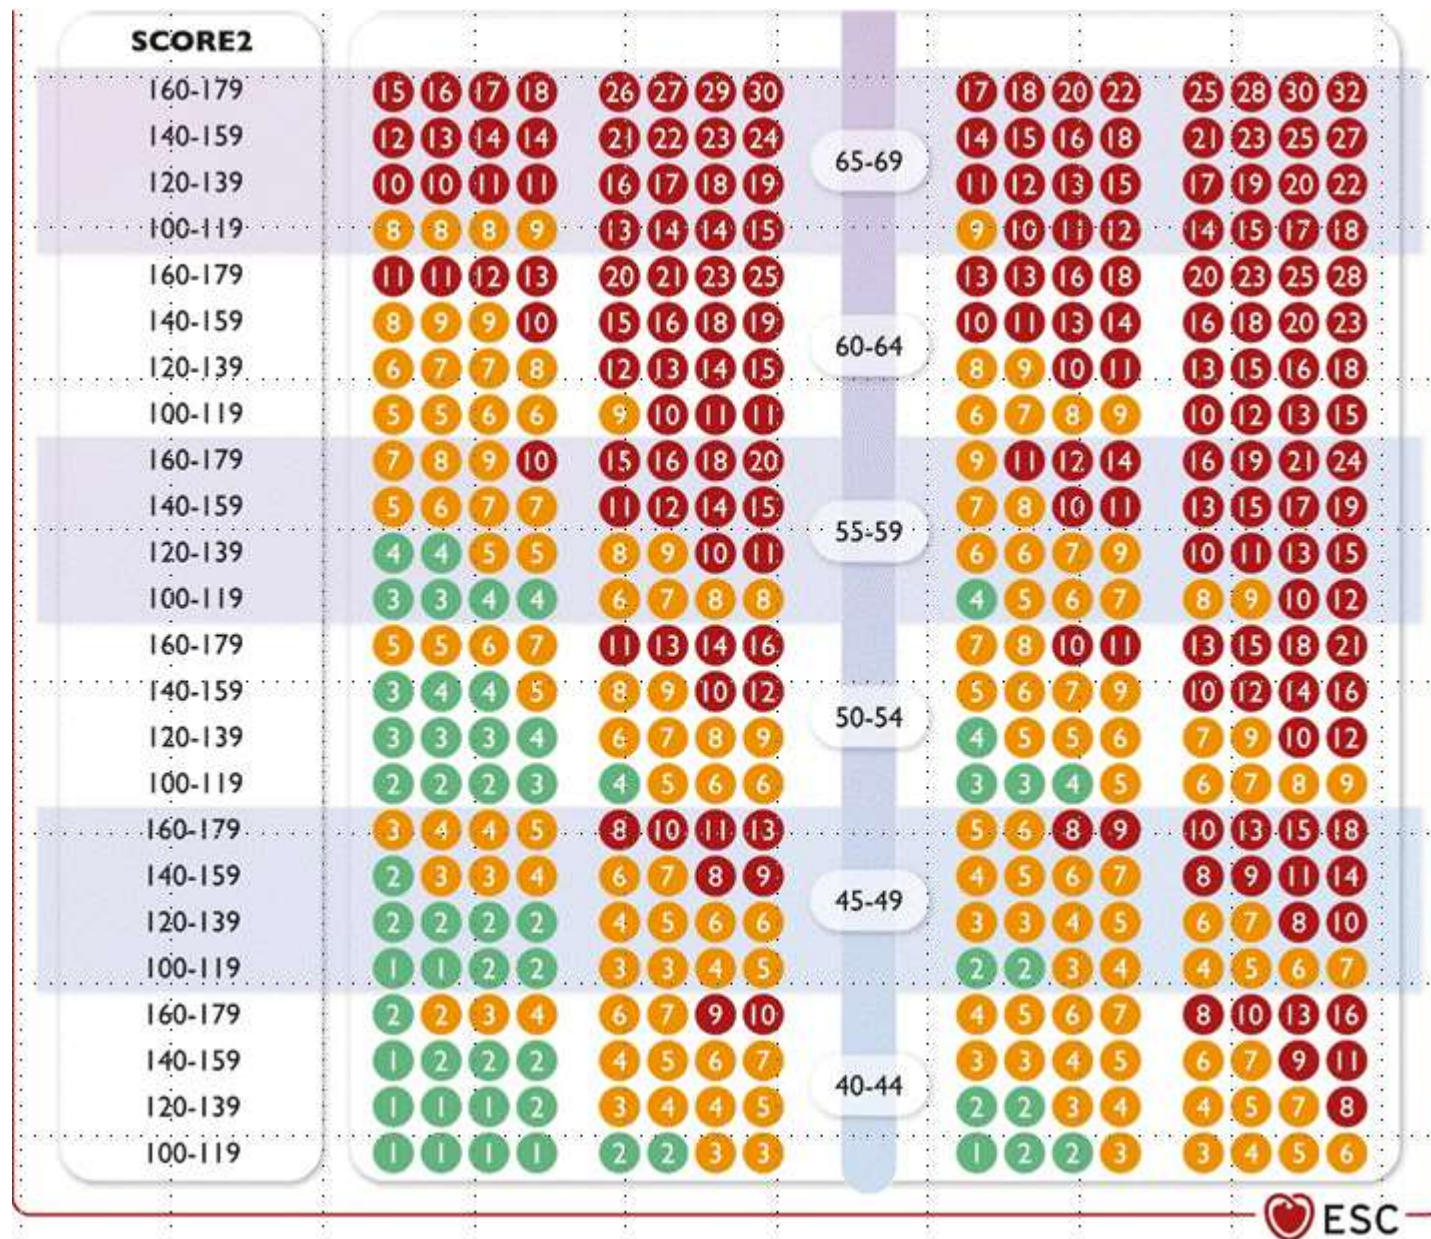 SCORE2
160-179 15 16 17 18 26 27 29 30 17 18 20 22 25 28 30 32
140-159 12 13 14 14 21 22 23 24 14 15 16 18 21 23 25 27
65-69
120-139 10 10 11 11 16 17 18 19 11 12 13 15 17 19 20 22
100-119 8 8 8 9 13 14 14 15 9 10 11 12 14 15 17 18
160-179 11 11 12 13 20 21 23 25 13 13 16 18 20 23 25 28
140-159 8 9 9 10 15 16 18 19 10 11 13 14 16 18 20 23
60-64
120-139 6 7 7 8 12 13 14 15 8 9 10 11 13 15 16 18
100-119 5 5 6 6 9 10 11 11 6 7 8 9 10 12 13 15
160-179 7 8 9 10 15 16 18 20 9 11 12 14 16 19 21 24
140-159 5 6 7 7 11 12 14 15 7 8 10 11 13 15 17 19
55-59
120-139 4 4 5 5 8 9 10 11 6 6 7 9 10 11 13 15
100-119 3 3 4 4 6 7 8 8 4 5 6 7 8 9 10 12
160-179 5 5 6 7 11 13 14 16 7 8 10 11 13 15 18 21
140-159 3 4 4 5 8 9 10 12 5 6 7 9 10 12 14 16
50-54
120-139 3 3 3 4 6 7 8 9 4 5 5 6 7 9 10 12
100-119 2 2 2 3 4 5 6 6 3 3 4 5 6 7 8 9
160-179 3 4 4 5 8 10 11 13 5 6 8 9 10 13 15 18
140-159 2 3 3 4 6 7 8 9 4 5 6 7 8 9 11 14
45-49
120-139 2 2 2 2 4 5 6 6 3 3 4 5 6 7 8 10
100-119 1 1 2 2 3 3 4 5 2 2 3 4 4 5 6 7
160-179 2 2 3 4 6 7 9 10 4 5 6 7 8 10 13 16
140-159 1 2 2 2 4 5 6 7 3 3 4 5 6 7 9 11
40-44
120-139 1 1 1 2 3 4 4 5 2 2 3 4 4 5 7 8
100-119 1 1 1 1 2 2 3 3 1 2 2 3 3 4 5 6
ESC